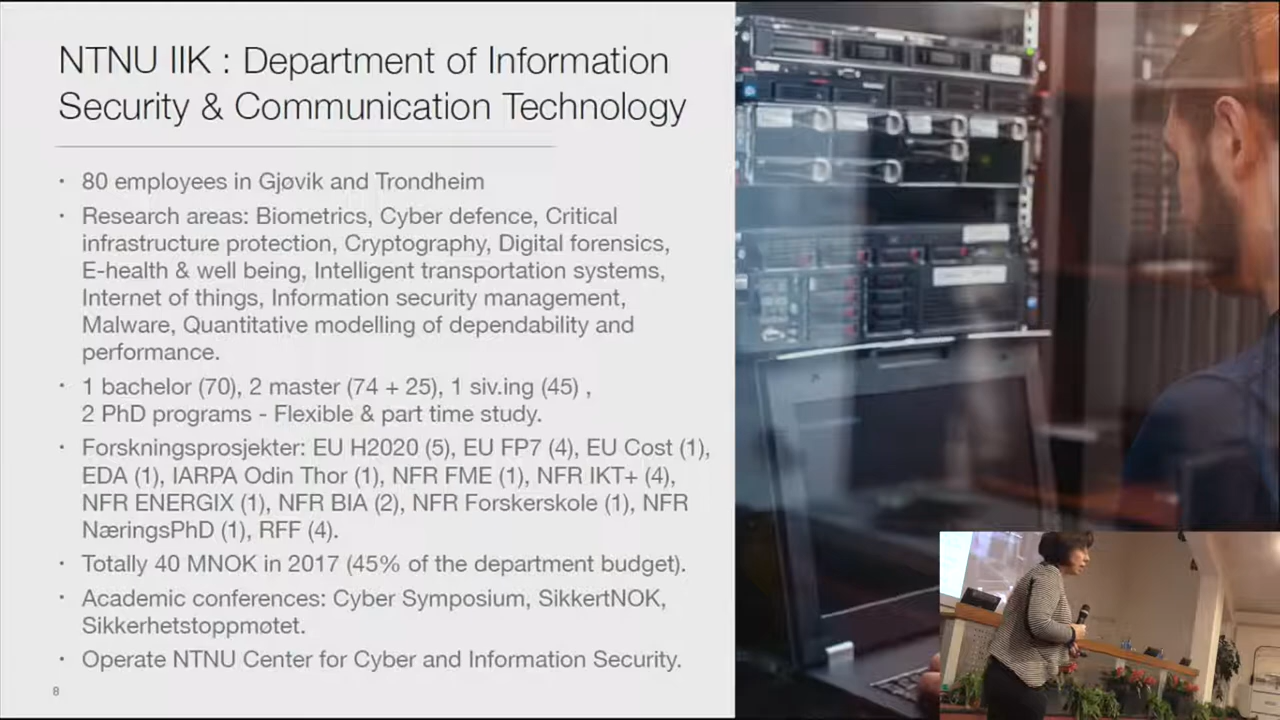 NTNU IIK : Department of Information
Security & Communication Technology
• 80 employees in Gjøvik and Trondheim
• Research areas: Biometrics, Cyber defence, Critical
infrastructure protection, Cryptography, Digital forensics,
E-health & well being, Intelligent transportation systems,
Internet of things, Information security management,
Malware, Quantitative modelling of dependability and
performance.
• 1 bachelor (70), 2 master (74 + 25), 1 siv.ing (45) ,
2 PhD programs - Flexible & part time study.
• Forskningsprosjekter: EU H2020 (5), EU FP7 (4), EU Cost (1),
EDA (1), IARPA Odin Thor (1), NFR FME (1), NFR IKT+ (4),
NFR ENERGIX (1), NFR BIA (2), NFR Forskerskole (1), NFR
NæringsPhD (1), RFF (4).
• Totally 40 MNOK in 2017 (45% of the department budget).
• Academic conferences: Cyber Symposium, SikkertNOK,
Sikkerhetstoppmøtet.
• Operate NTNU Center for Cyber and Information Security.
8